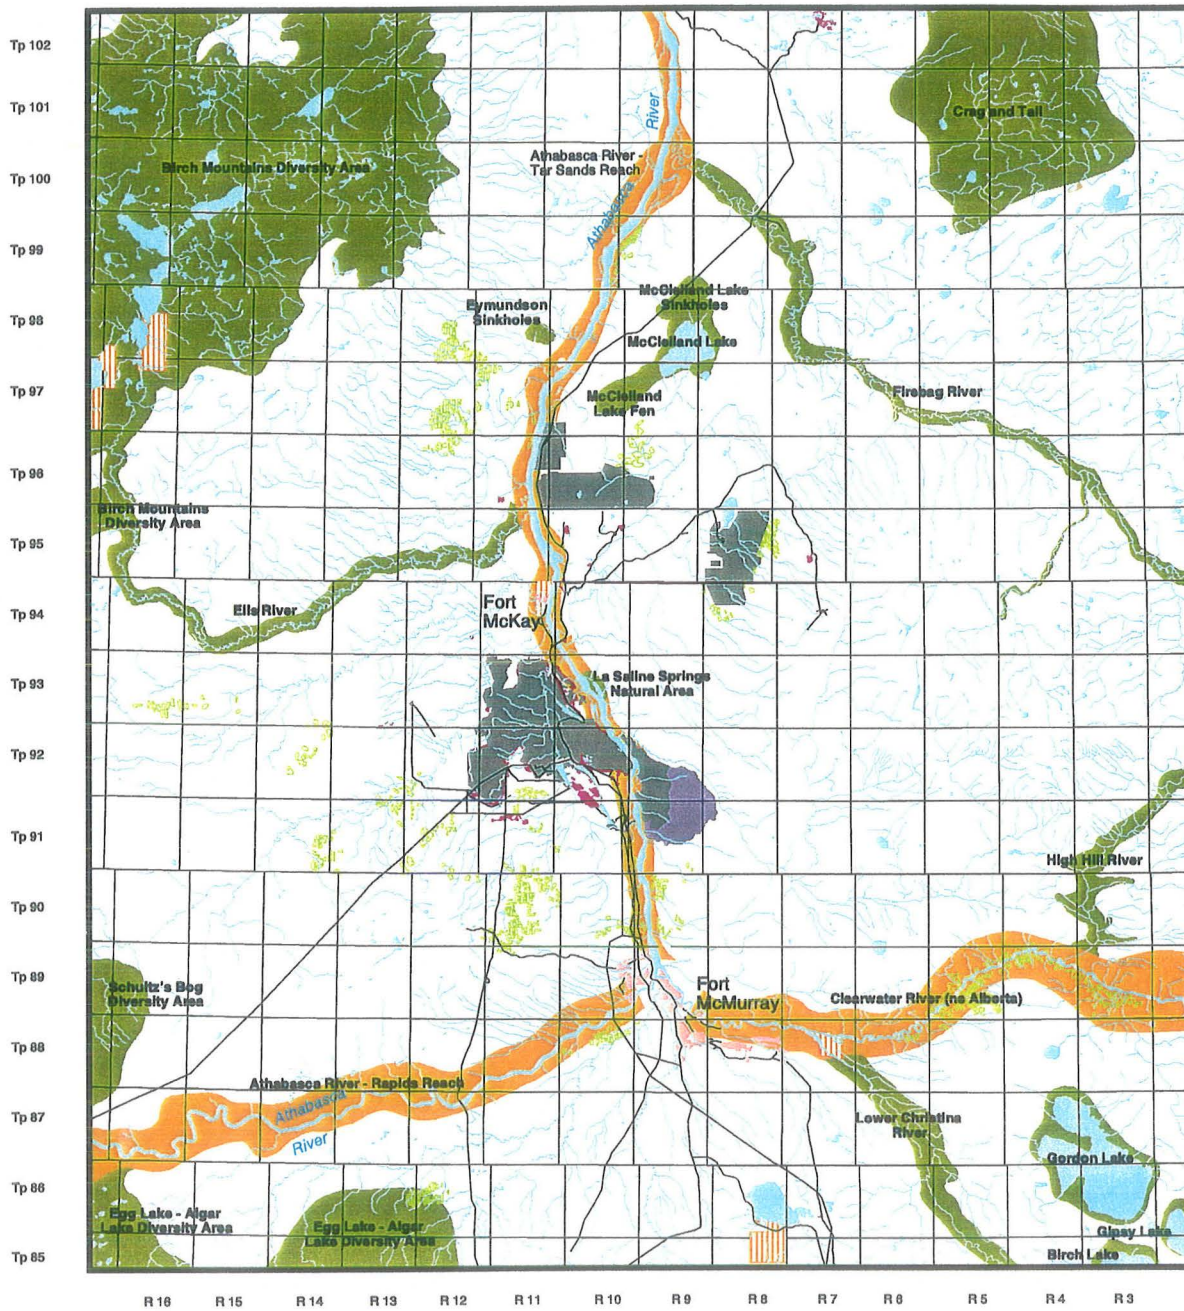 Tp 102
Tp 101
Crag and Tail
River
Athabasca River -
Tar Sands Reach
Birch Mountains Diversity Area
Tp 100
Athabasca
Tp 99
McClelland Lake
Sinkholes
Eymundson
Sinkholes
Tp 98
McClelland Lake
Tp 97
McClelland
Lake Fen
Firebag River
Tp 96
Birch Mountains
Diversity Area
Tp 95
Fort
McKay
Ells River
Tp 94
La Saline Springs
Natural Area
Tp 93
Tp 92
Tp 91
High Hill River
Tp 90
Tp 89
Schultz's Bog
Diversity Area
Fort
McMurray
Clearwater River (ne Alberta)
Tp 88
Athabasca River - Rapids Reach
Athabasca
River
Tp 87
Lower Christina
River
Gordon Lake
Tp 86
Egg Lake - Algar
Lake Diversity Area
Egg Lake - Algar
Lake Diversity Area
Gipsy Lake
Birch Lake
Tp 85
R 16 R 15 R 14 R 13 R 12 R 11 R 10 R 9 R 8 R 7 R 6 R 5 R 4 R 3